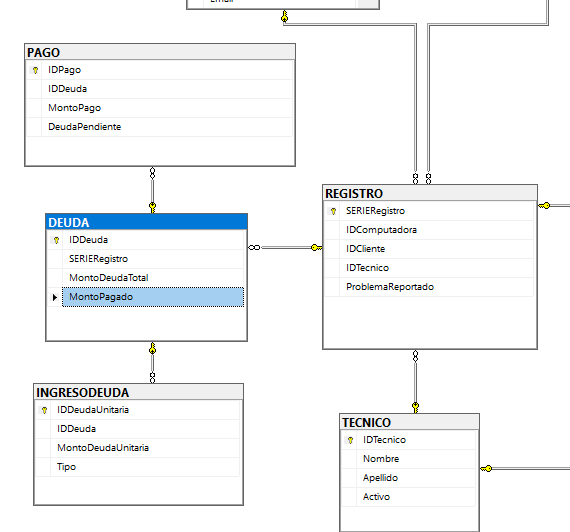 Email
PAGO
IDPago
IDDeuda
MontoPago
DeudaPendiente
DEUDA
IDDeuda
SERIERegistro
MontoDeudaTotal
MontoPagado
REGISTRO
SERIERegistro
IDComputadora
IDCliente
IDTecnico
ProblemaReportado
INGRESODEUDA
IDDeudaUnitaria
IDDeuda
MontoDeudaUnitaria
Tipo
TECNICO
IDTecnico
Nombre
Apellido
Activo